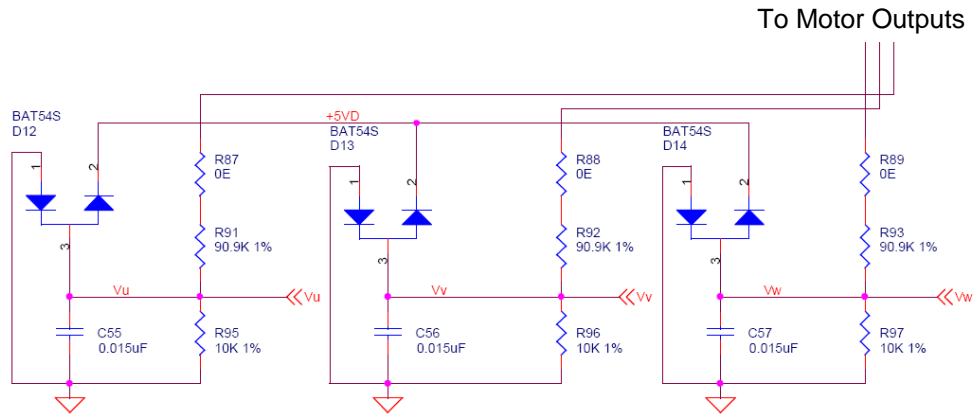 To Motor Outputs
BAT54S
D12
1
2
3
+5VD
BAT54S
D13
1
2
3
BAT54S
D14
1
2
3
R87
0E
R88
0E
R89
0E
R91
90.9K 1%
R92
90.9K 1%
R93
90.9K 1%
Vu
Vu
Vv
Vv
Vw
Vw
C55
0.015uF
R95
10K 1%
C56
0.015uF
R96
10K 1%
C57
0.015uF
R97
10K 1%